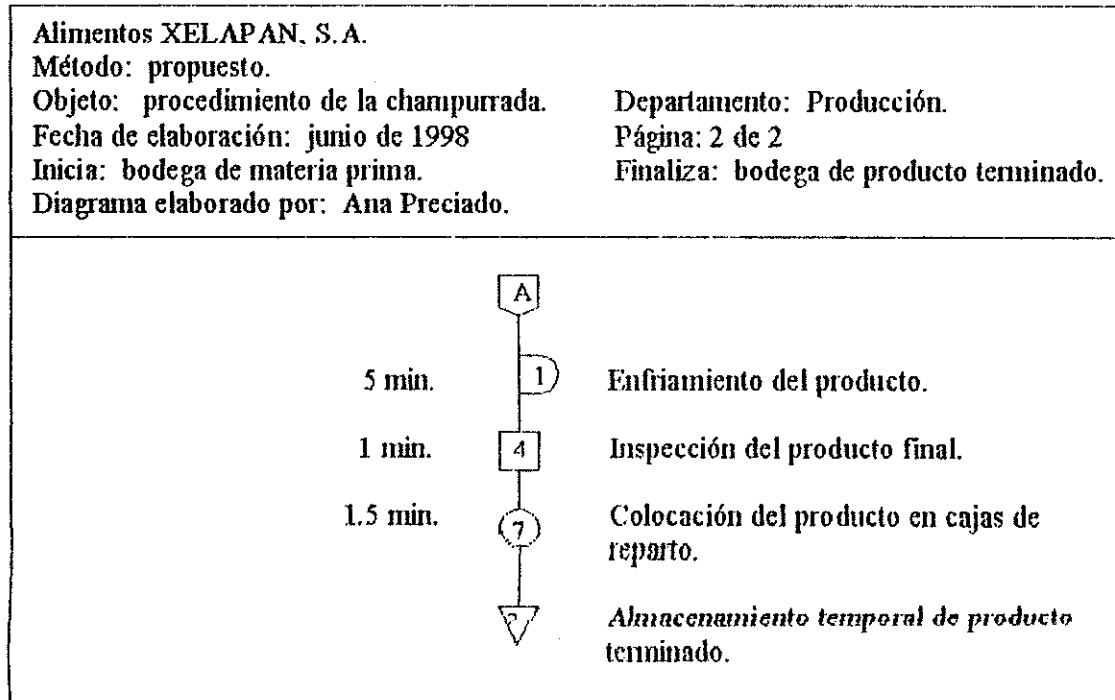 Alimentos XELAPAN, S.A.
Método: propuesto.
Objeto: procedimiento de la champurrada. Departamento: Producción.
Fecha de elaboración: junio de 1998 Página: 2 de 2
Inicia: bodega de materia prima. Finaliza: bodega de producto terminado.
Diagrama elaborado por: Ana Preciado.
A
5 min. 1 Enfriamiento del producto.
1 min. 4 Inspección del producto final.
1.5 min. 7 Colocación del producto en cajas de
reparto.
Almacenamiento temporal de producto
terminado.